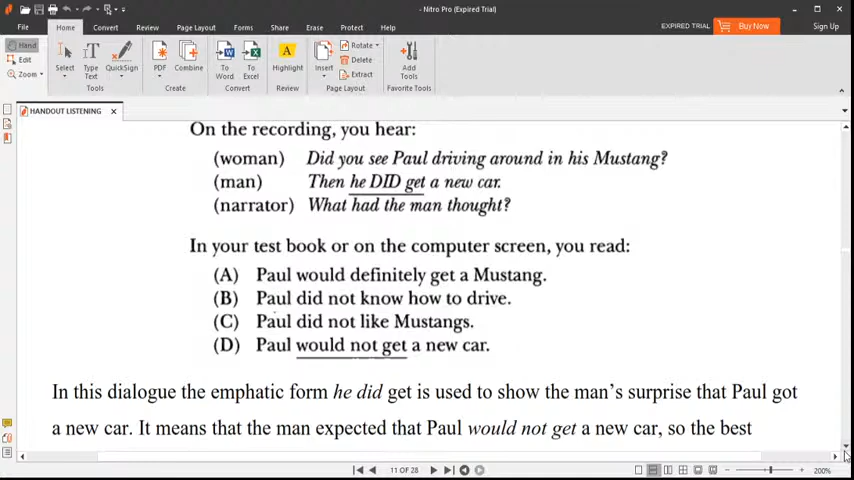 - Nitro Pro (Expired Trial)
File Home Convert Review Page Layout Forms Share Erase Protect Help EXPIRED TRIAL Buy Now Sign Up
Hand
Edit
Zoom
Select
Type Text
QuickSign
Tools
PDF
Combine
Create
To Word
To Excel
Convert
Highlight
Review
Insert
Rotate
Delete
Extract
Page Layout
Add Tools
Favorite Tools
HANDOUT LISTENING
On the recording, you hear:
(woman) Did you see Paul driving around in his Mustang?
(man) Then he DID get a new car.
(narrator) What had the man thought?
In your test book or on the computer screen, you read:
(A) Paul would definitely get a Mustang.
(B) Paul did not know how to drive.
(C) Paul did not like Mustangs.
(D) Paul would not get a new car.
In this dialogue the emphatic form he did get is used to show the man's surprise that Paul got
a new car. It means that the man expected that Paul would not get a new car, so the best
11 OF 28
200%